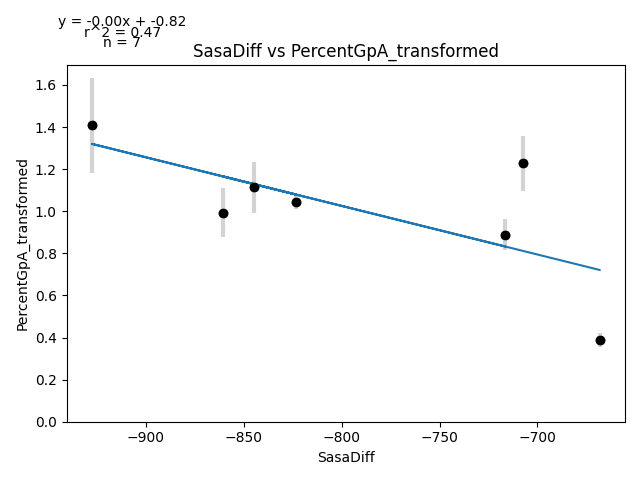 y = -0.00x + -0.82
r^2 = 0.47
n = 7
SasaDiff vs PercentGpA_transformed
PercentGpA_transformed
1.6
1.4
1.2
1.0
0.8
0.6
0.4
0.2
0.0
−900 −850 −800 −750 −700
SasaDiff